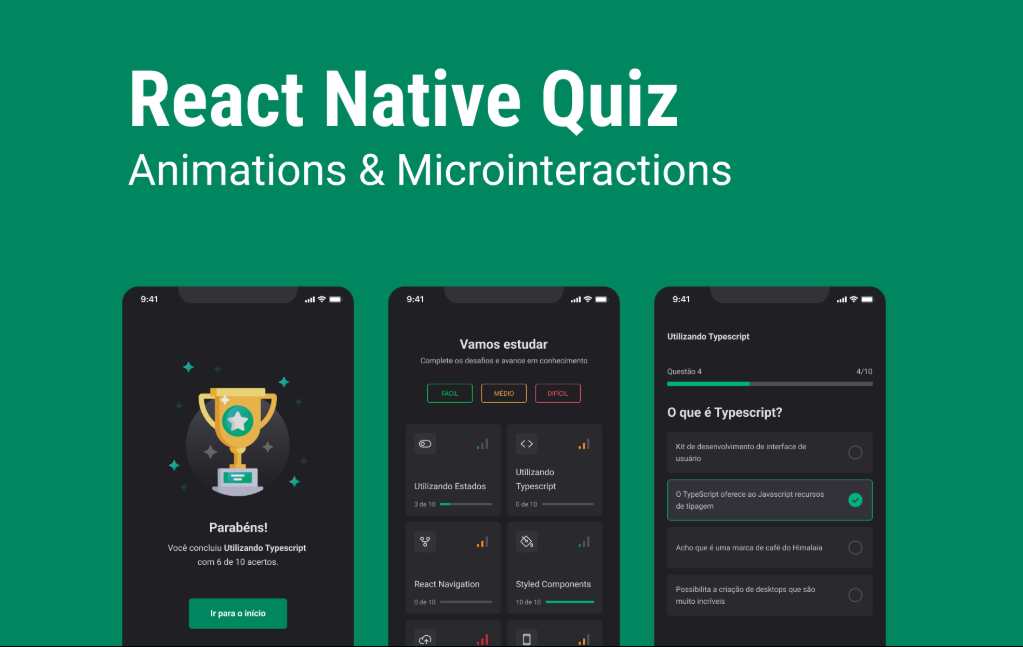 React Native Quiz
Animations & Microinteractions
9:41
Parabéns!
Você concluiu Utilizando Typescript
com 6 de 10 acertos.
Ir para o início
9:41
Vamos estudar
Complete os desafios e avance em conhecimento
FÁCIL
MÉDIO
DIFÍCIL
Utilizando Estados
3 de 10
Utilizando
Typescript
0 de 10
React Navigation
0 de 10
Styled Components
10 de 10
9:41
Utilizando Typescript
Questão 4
4/10
O que é Typescript?
Kit de desenvolvimento de interface de
usuário
O TypeScript oferece ao Javascript recursos
de tipagem
Acho que é uma marca de café do Himalaia
Possibilita a criação de desktops que são
muito incríveis